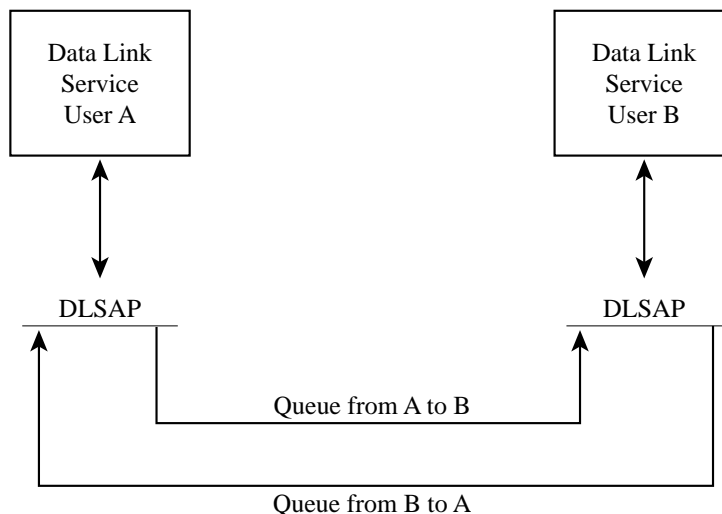 Data Link
Service
User A
Data Link
Service
User B
DLSAP
DLSAP
Queue from A to B
Queue from B to A